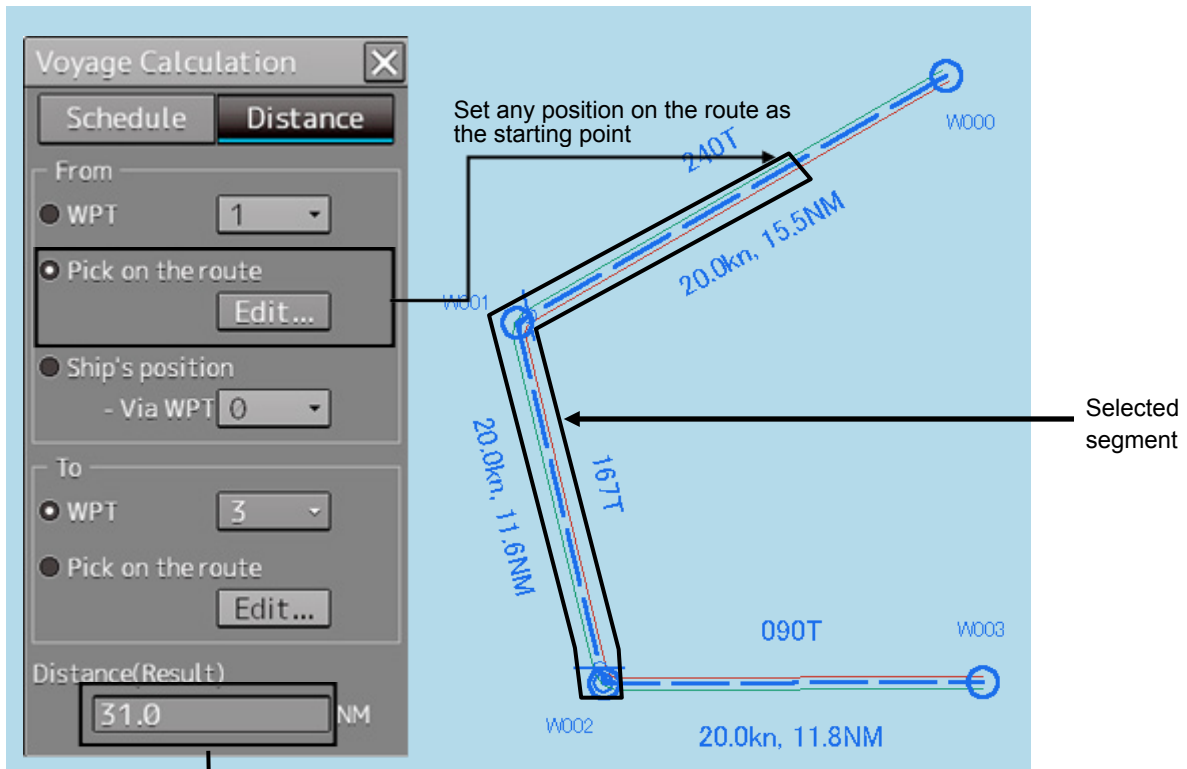 Voyage Calculation
Schedule Distance
From
WPT 1
Pick on the route
Edit...
Ship's position
- Via WPT 0
To
WPT 3
Pick on the route
Edit...
Distance(Result)
31.0 NM
Set any position on the route as
the starting point
W000
240T
20.0kn, 15.5NM
W001
Selected
segment
167T
20.0kn, 11.6NM
090T
W003
W002
20.0kn, 11.8NM